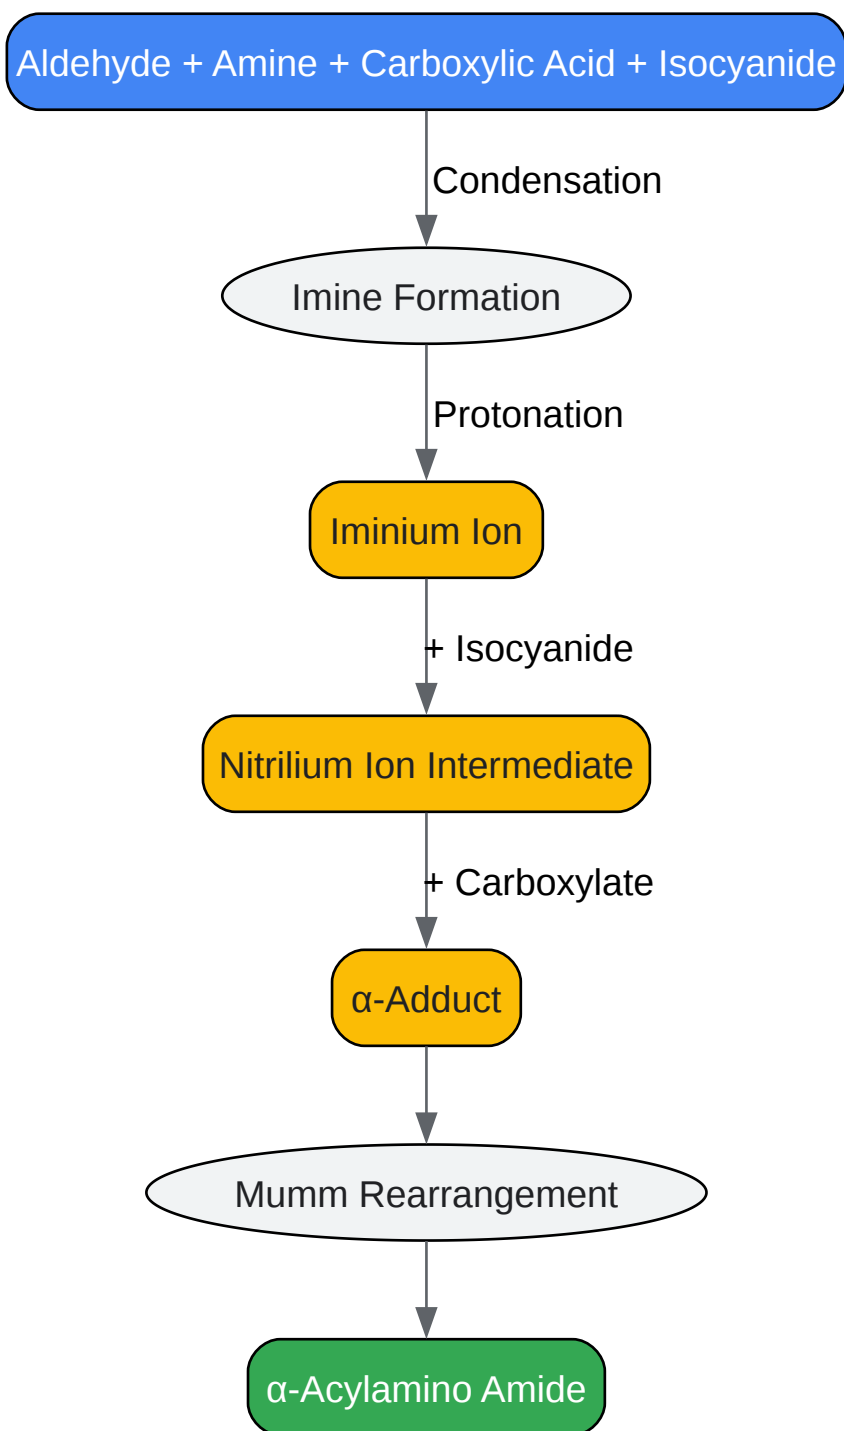 Aldehyde + Amine + Carboxylic Acid + Isocyanide
Condensation
Imine Formation
Protonation
Iminium Ion
+ Isocyanide
Nitrilium Ion Intermediate
+ Carboxylate
α-Adduct
Mumm Rearrangement
α-Acylamino Amide